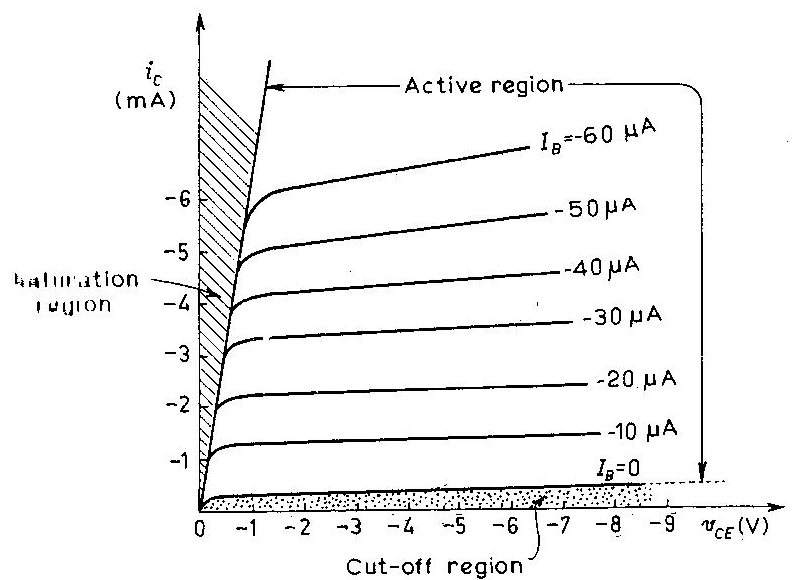 i_C
(mA)
Active region
I_B=-60 μA
-50 μA
-40 μA
-30 μA
-20 μA
-10 μA
I_B=0
-6
-5
-4
-3
-2
-1
region
0 -1 -2 -3 -4 -5 -6 -7 -8 -9 v_CE (V)
Cut-off region